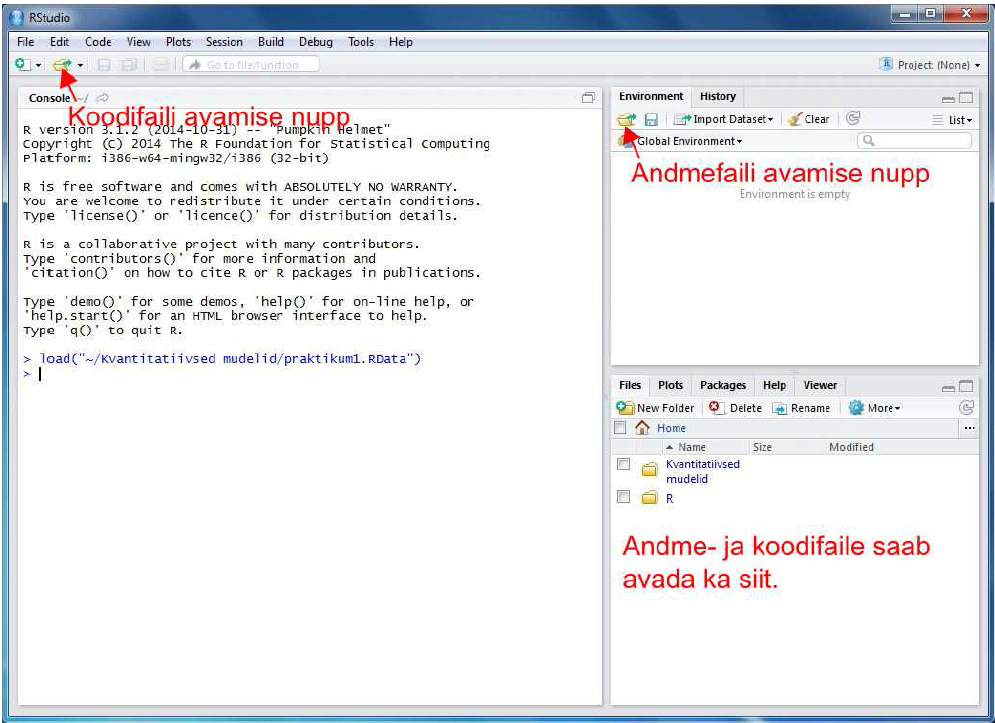 RStudio
File Edit Code View Plots Session Build Debug Tools Help
Go to file/function
Project: (None)
Console ~/
Koodifaili avamise nupp
R version 3.1.2 (2014-10-31) -- "Pumpkin Helmet"
Copyright (C) 2014 The R Foundation for Statistical Computing
Platform: i386-w64-mingw32/i386 (32-bit)
R is free software and comes with ABSOLUTELY NO WARRANTY.
You are welcome to redistribute it under certain conditions.
Type 'license()' or 'licence()' for distribution details.
R is a collaborative project with many contributors.
Type 'contributors()' for more information and
'citation()' on how to cite R or R packages in publications.
Type 'demo()' for some demos, 'help()' for on-line help, or
'help.start()' for an HTML browser interface to help.
Type 'q()' to quit R.
> load("~/Kvantitatiivsed mudelid/praktikum1.RData")
>
Environment History
Import Dataset Clear List
Global Environment
Andmefaili avamise nupp
Environment is empty
Files Plots Packages Help Viewer
New Folder Delete Rename More
Home
Name Size Modified
Kvantitatiivsed
mudelid
R
Andme- ja koodifaile saab
avada ka siit.